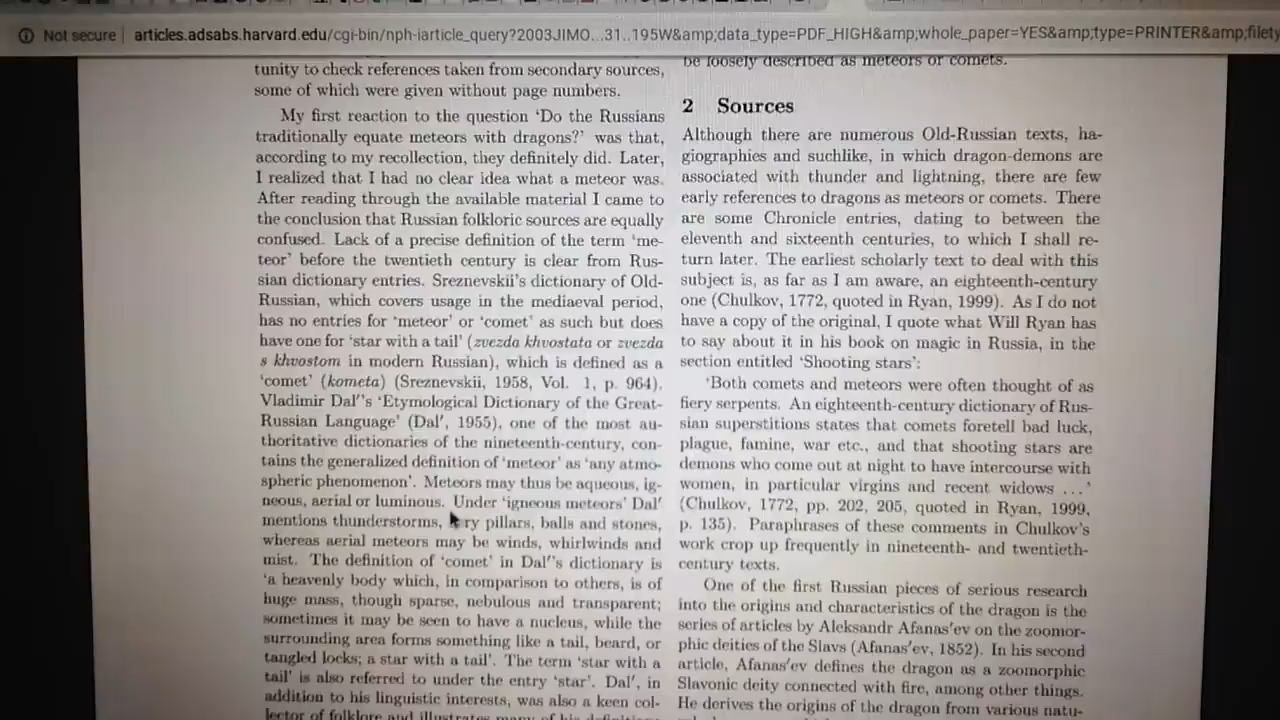 Not secure | articles.adsabs.harvard.edu/cgi-bin/nph-iarticle_query?2003JIMO...31..195W&amp;data_type=PDF_HIGH&amp;whole_paper=YES&amp;type=PRINTER&amp;filety
tunity to check references taken from secondary sources,
some of which were given without page numbers.
My first reaction to the question ‘Do the Russians
traditionally equate meteors with dragons?’ was that,
according to my recollection, they definitely did. Later,
I realized that I had no clear idea what a meteor was.
After reading through the available material I came to
the conclusion that Russian folkloric sources are equally
confused. Lack of a precise definition of the term ‘me-
teor’ before the twentieth century is clear from Rus-
sian dictionary entries. Sreznevskii's dictionary of Old-
Russian, which covers usage in the mediaeval period,
has no entries for ‘meteor’ or ‘comet’ as such but does
have one for ‘star with a tail’ (zvezda khvostata or zvezda
s khvostom in modern Russian), which is defined as a
‘comet’ (kometa) (Sreznevskii, 1958, Vol. 1, p. 964).
Vladimir Dal′'s ‘Etymological Dictionary of the Great-
Russian Language’ (Dal′, 1955), one of the most au-
thoritative dictionaries of the nineteenth-century, con-
tains the generalized definition of ‘meteor’ as ‘any atmo-
spheric phenomenon’. Meteors may thus be aqueous, ig-
neous, aerial or luminous. Under ‘igneous meteors’ Dal′
mentions thunderstorms, ry pillars, balls and stones,
whereas aerial meteors may be winds, whirlwinds and
mist. The definition of ‘comet’ in Dal′'s dictionary is
‘a heavenly body which, in comparison to others, is of
huge mass, though sparse, nebulous and transparent;
sometimes it may be seen to have a nucleus, while the
surrounding area forms something like a tail, beard, or
tangled locks; a star with a tail’. The term ‘star with a
tail’ is also referred to under the entry ‘star’. Dal′, in
addition to his linguistic interests, was also a keen col-
lector of folklore and illustrates many of his definitions
be loosely described as meteors or comets.
2 Sources
Although there are numerous Old-Russian texts, ha-
giographies and suchlike, in which dragon-demons are
associated with thunder and lightning, there are few
early references to dragons as meteors or comets. There
are some Chronicle entries, dating to between the
eleventh and sixteenth centuries, to which I shall re-
turn later. The earliest scholarly text to deal with this
subject is, as far as I am aware, an eighteenth-century
one (Chulkov, 1772, quoted in Ryan, 1999). As I do not
have a copy of the original, I quote what Will Ryan has
to say about it in his book on magic in Russia, in the
section entitled ‘Shooting stars’:
‘Both comets and meteors were often thought of as
fiery serpents. An eighteenth-century dictionary of Rus-
sian superstitions states that comets foretell bad luck,
plague, famine, war etc., and that shooting stars are
demons who come out at night to have intercourse with
women, in particular virgins and recent widows ...’
(Chulkov, 1772, pp. 202, 205, quoted in Ryan, 1999,
p. 135). Paraphrases of these comments in Chulkov's
work crop up frequently in nineteenth- and twentieth-
century texts.
One of the first Russian pieces of serious research
into the origins and characteristics of the dragon is the
series of articles by Aleksandr Afanas′ev on the zoomor-
phic deities of the Slavs (Afanas′ev, 1852). In his second
article, Afanas′ev defines the dragon as a zoomorphic
Slavonic deity connected with fire, among other things.
He derives the origins of the dragon from various natu-